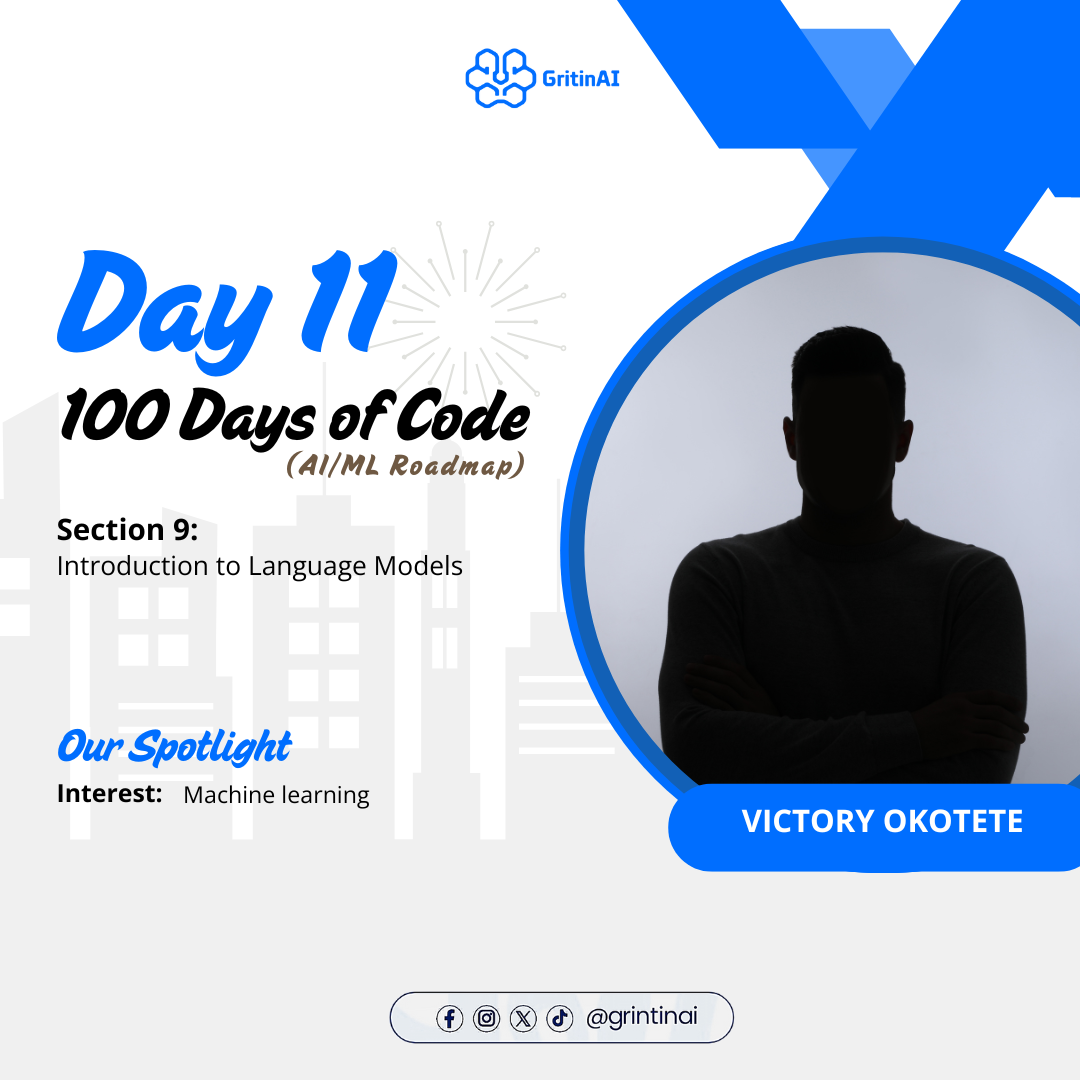 GritinAI
Day 11
100 Days of Code
(AI/ML Roadmap)
Section 9:
Introduction to Language Models
Our Spotlight
Interest: Machine learning
VICTORY OKOTETE
@grintinai